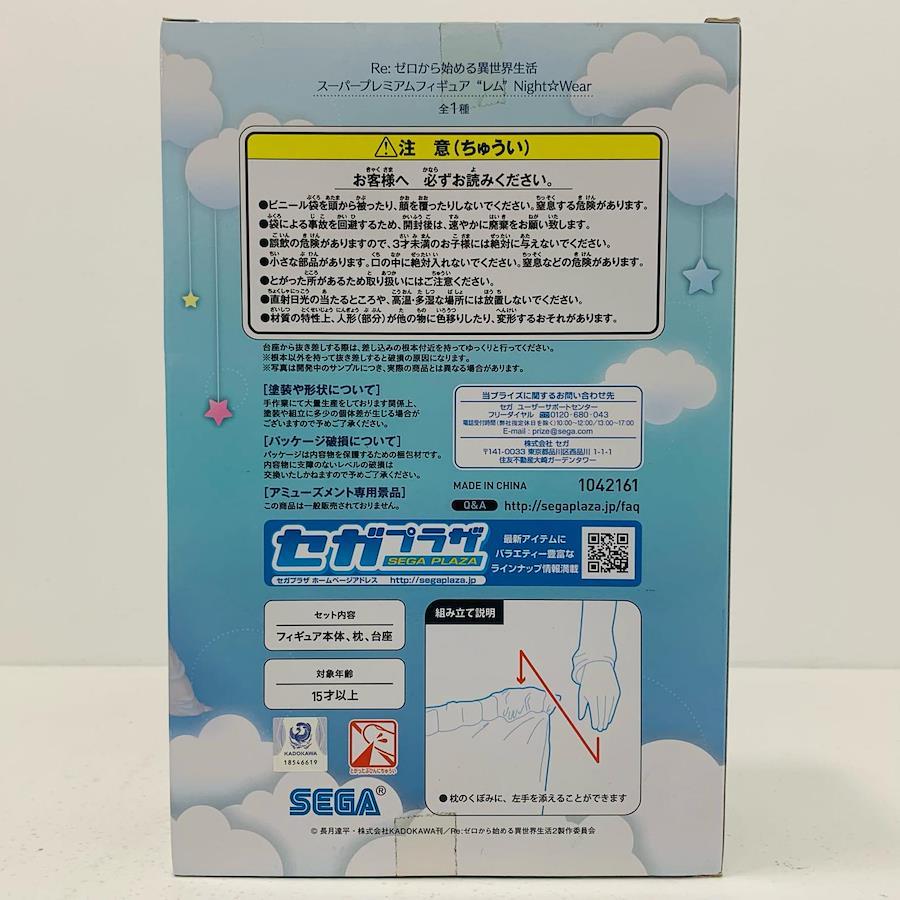 Re: ゼロから始める異世界生活
スーパープレミアムフィギュア“レム”Night☆Wear
全1種
⚠注 意(ちゅうい)
お客様へ 必ずお読みください。
●ビニール袋を頭から被ったり、顔を覆ったりしないでください。窒息する危険があります。
●袋による事故を回避するため、開封後は、速やかに廃棄をお願い致します。
●誤飲の危険がありますので、3才未満のお子様には絶対に与えないでください。
●小さな部品があります。口の中に絶対入れないでください。窒息などの危険があります。
●とがった所があるため取り扱いにはご注意ください。
●直射日光の当たるところや、高温・多湿な場所には放置しないでください。
●材質の特性上、人形(部分)が他の物に色移りしたり、変形するおそれがあります。
台座から抜き差しする際は、差し込みの根本付近を持ってゆっくりと行ってください。
※根本以外を持って抜き差しすると破損の原因になります。
※写真は開発中のサンプルにつき、実際の商品とは異なる場合があります。
[塗装や形状について]
手作業にて大量生産をしております関係上、
塗装や組立に多少の個体差が生じる場合が
ございますので予めご了承ください。
[パッケージ破損について]
パッケージは内容物を保護するための梱包材です。
内容物に支障のないレベルの破損は
交換いたしかねますので予めご了承ください。
[アミューズメント専用景品]
この商品は一般販売されておりません。
当プライズに関するお問い合わせ先
セガ ユーザーサポートセンター
フリーダイヤル 0120-680-043
電話受付時間(弊社指定休日を除く)10:00~12:00/13:00~17:00
E-mail : prize@sega.com
株式会社 セガ
〒141-0033 東京都品川区西品川 1-1-1
住友不動産大崎ガーデンタワー
MADE IN CHINA 1042161
Q&A http://segaplaza.jp/faq
セガプラザ
SEGA PLAZA
セガプラザ ホームページアドレス http://segaplaza.jp
最新アイテムに
バラエティー豊富な
ラインナップ情報満載
セット内容
フィギュア本体、枕、台座
対象年齢
15才以上
組み立て説明
●枕のくぼみに、左手を添えることができます
KADOKAWA
18546619
とがったぶひんにちゅうい
SEGA®
© 長月達平・株式会社KADOKAWA刊/Re:ゼロから始める異世界生活2製作委員会